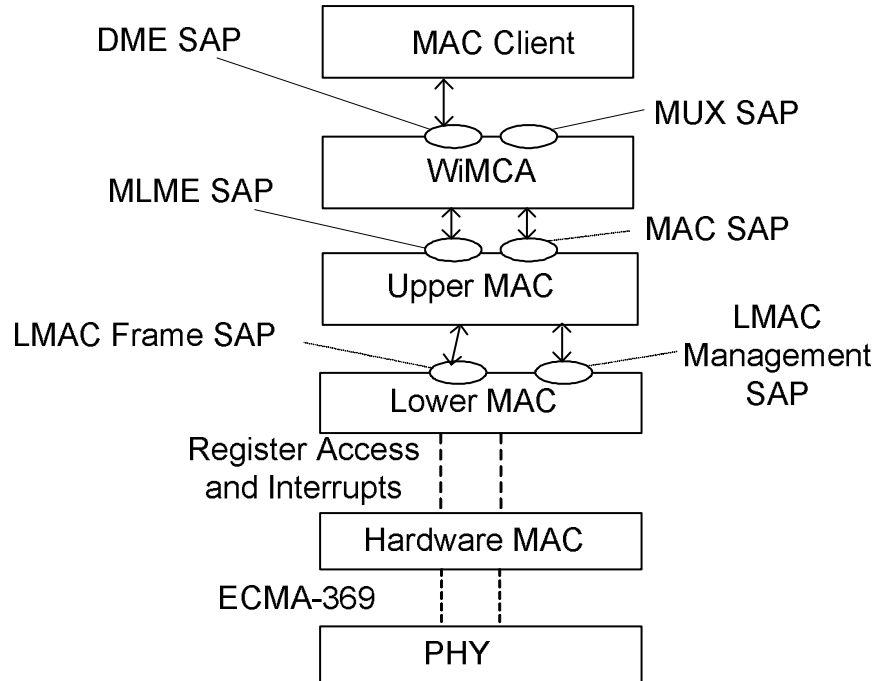 DME SAP
MAC Client
MUX SAP
WiMCA
MLME SAP
MAC SAP
Upper MAC
LMAC Frame SAP
LMAC
Management
SAP
Lower MAC
Register Access
and Interrupts
Hardware MAC
ECMA-369
PHY